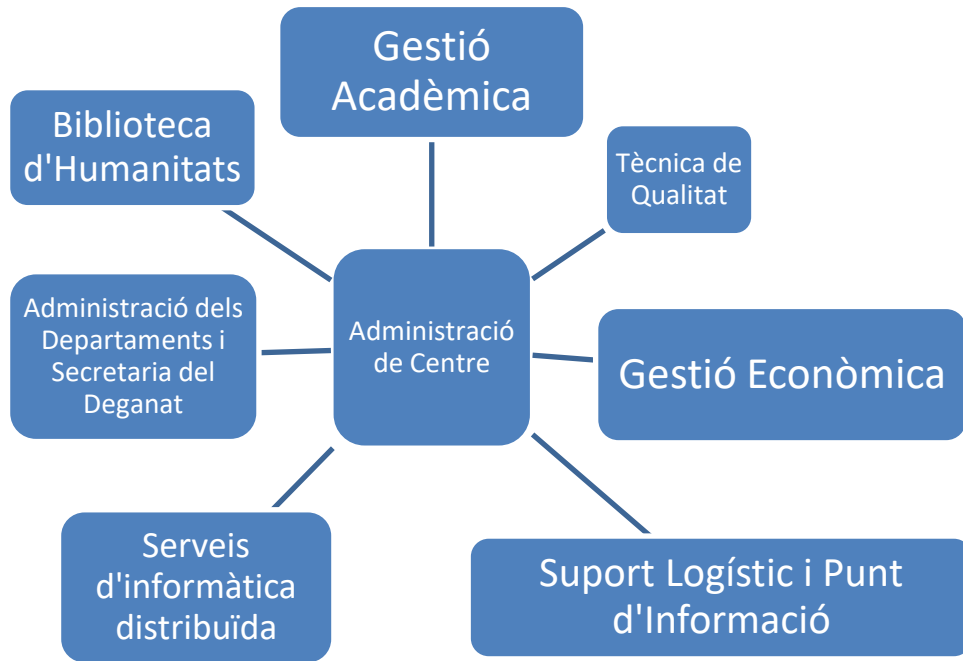 Gestió
Acadèmica
Biblioteca
d'Humanitats
Tècnica de
Qualitat
Administració dels
Departaments i
Secretaria del
Deganat
Administració
de Centre
Gestió Econòmica
Serveis
d'informàtica
distribuïda
Suport Logístic i Punt
d'Informació